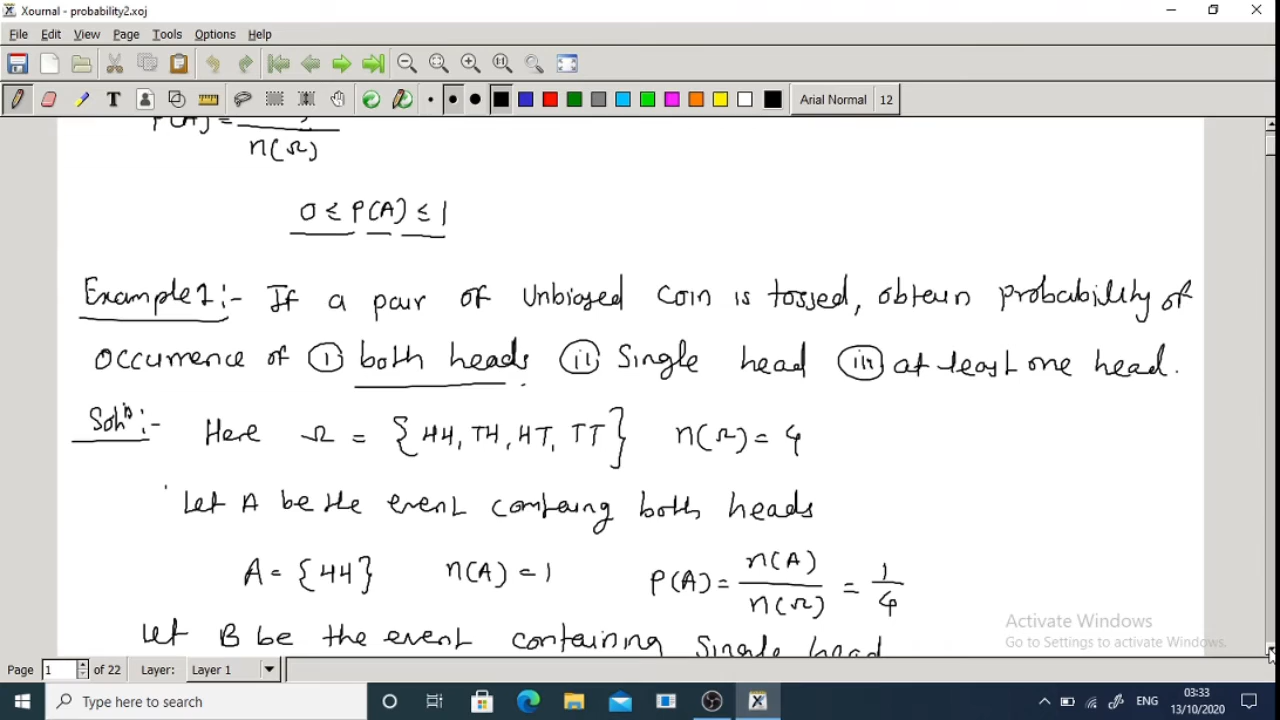 Xournal - probability2.xoj
File Edit View Page Tools Options Help
Arial Normal 12
P(A) =
n(Ω)
0 ≤ P(A) ≤ 1
Example 1:- If a pair of Unbiased Coin is tossed, obtain probability of
Occurrence of (i) both heads (ii) Single head (iii) at least one head.
Solⁿ:- Here Ω = {HH, TH, HT, TT} n(Ω) = 4
Let A be the event containg both heads
A = {HH} n(A) = 1 P(A) = n(A)/n(Ω) = 1/4
Let B be the event containing Single head
Activate Windows
Go to Settings to activate Windows.
Page 1 of 22 Layer: Layer 1
Type here to search
ENG
03:33
13/10/2020